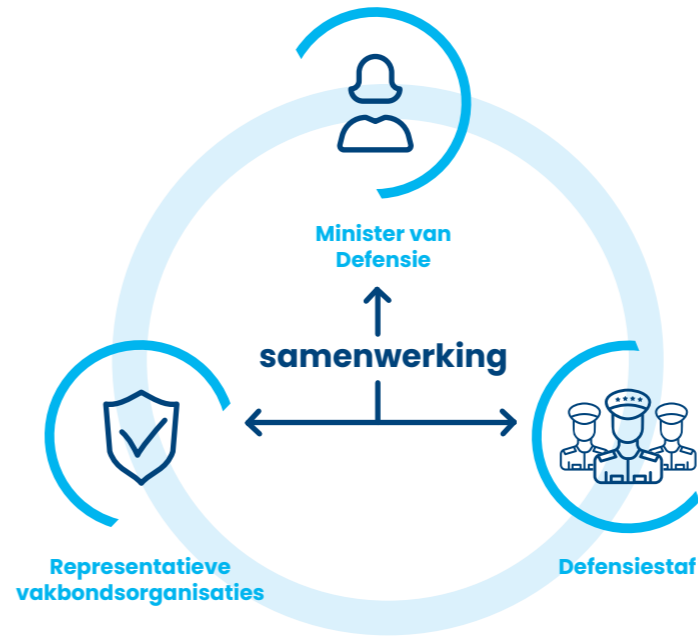 Minister van
Defensie
samenwerking
Representatieve
vakbondsorganisaties
Defensiestaf